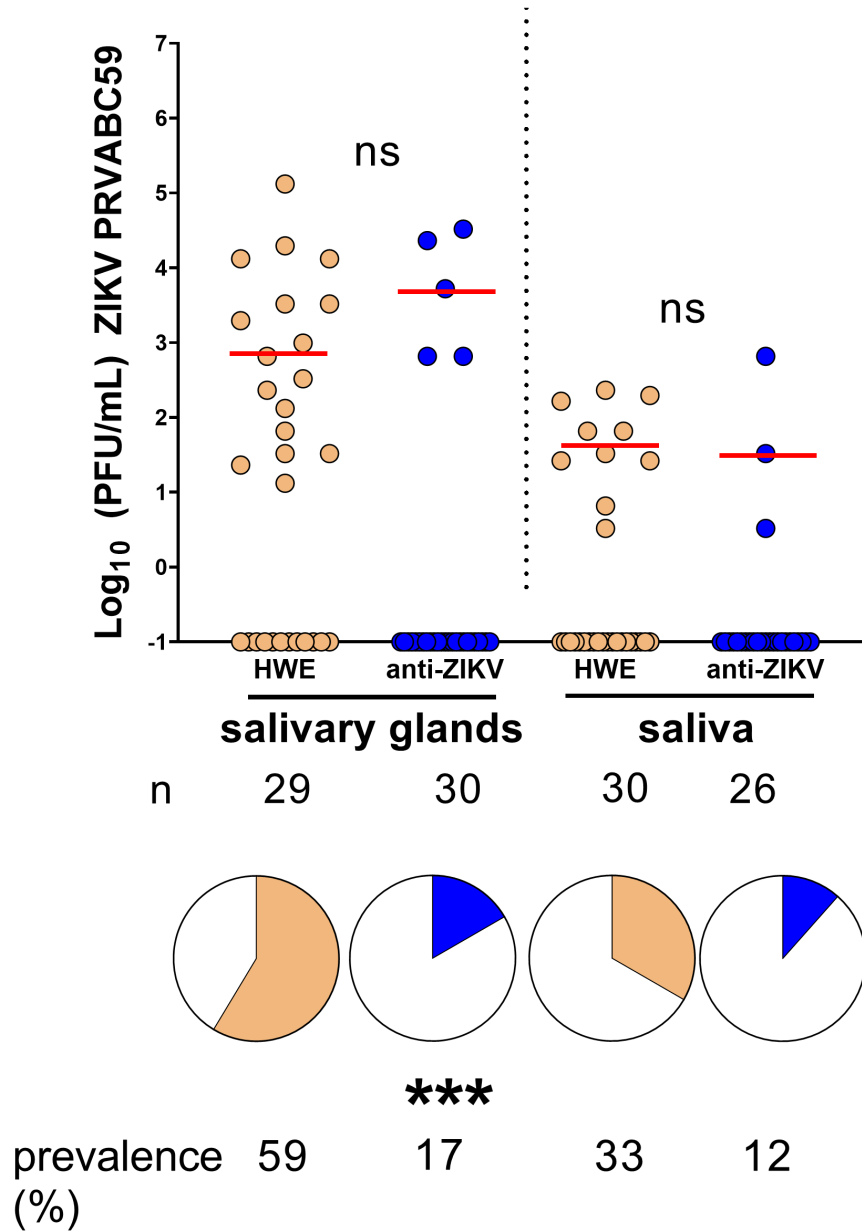 Log10 (PFU/mL) ZIKV PRVABC59
7
6
5
4
3
2
1
0
-1
ns
ns
HWE anti-ZIKV HWE anti-ZIKV
salivary glands saliva
n 29 30 30 26
***
prevalence 59 17 33 12
(%)